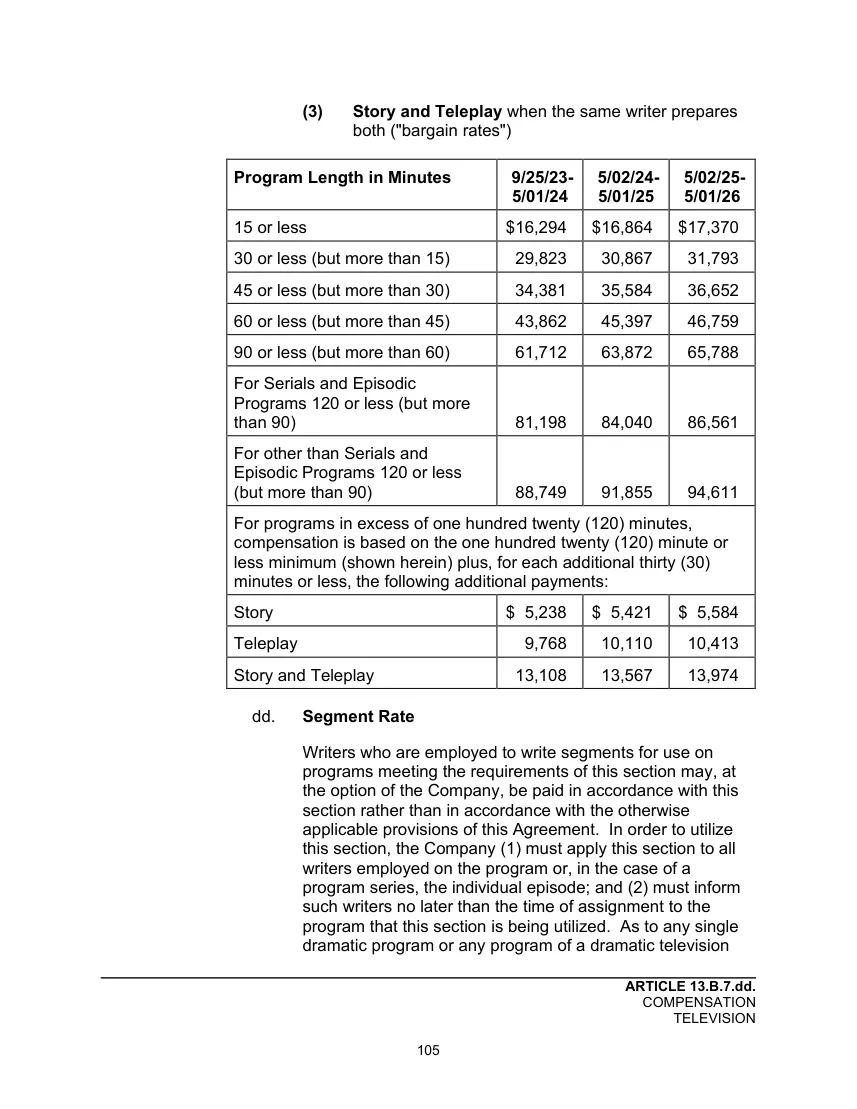 (3) Story and Teleplay when the same writer prepares
both ("bargain rates")
Program Length in Minutes 9/25/23- 5/02/24- 5/02/25-
5/01/24 5/01/25 5/01/26
15 or less $16,294 $16,864 $17,370
30 or less (but more than 15) 29,823 30,867 31,793
45 or less (but more than 30) 34,381 35,584 36,652
60 or less (but more than 45) 43,862 45,397 46,759
90 or less (but more than 60) 61,712 63,872 65,788
For Serials and Episodic
Programs 120 or less (but more
than 90) 81,198 84,040 86,561
For other than Serials and
Episodic Programs 120 or less
(but more than 90) 88,749 91,855 94,611
For programs in excess of one hundred twenty (120) minutes,
compensation is based on the one hundred twenty (120) minute or
less minimum (shown herein) plus, for each additional thirty (30)
minutes or less, the following additional payments:
Story $ 5,238 $ 5,421 $ 5,584
Teleplay 9,768 10,110 10,413
Story and Teleplay 13,108 13,567 13,974
dd. Segment Rate
Writers who are employed to write segments for use on
programs meeting the requirements of this section may, at
the option of the Company, be paid in accordance with this
section rather than in accordance with the otherwise
applicable provisions of this Agreement. In order to utilize
this section, the Company (1) must apply this section to all
writers employed on the program or, in the case of a
program series, the individual episode; and (2) must inform
such writers no later than the time of assignment to the
program that this section is being utilized. As to any single
dramatic program or any program of a dramatic television
ARTICLE 13.B.7.dd.
COMPENSATION
TELEVISION
105